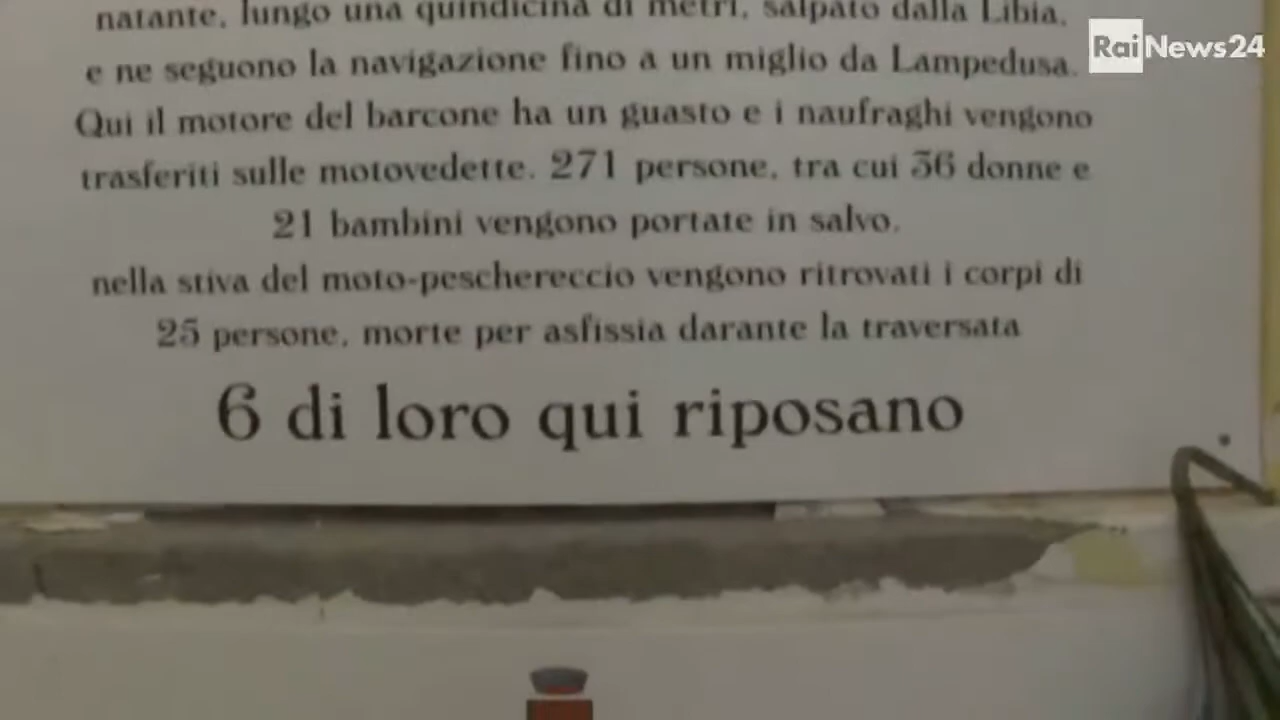 natante, lungo una quindicina di metri, salpato dalla Libia,
e ne seguono la navigazione fino a un miglio da Lampedusa.
Qui il motore del barcone ha un guasto e i naufraghi vengono
trasferiti sulle motovedette. 271 persone, tra cui 36 donne e
21 bambini vengono portate in salvo.
nella stiva del moto-peschereccio vengono ritrovati i corpi di
25 persone, morte per asfissia darante la traversata
6 di loro qui riposano
Rai News24